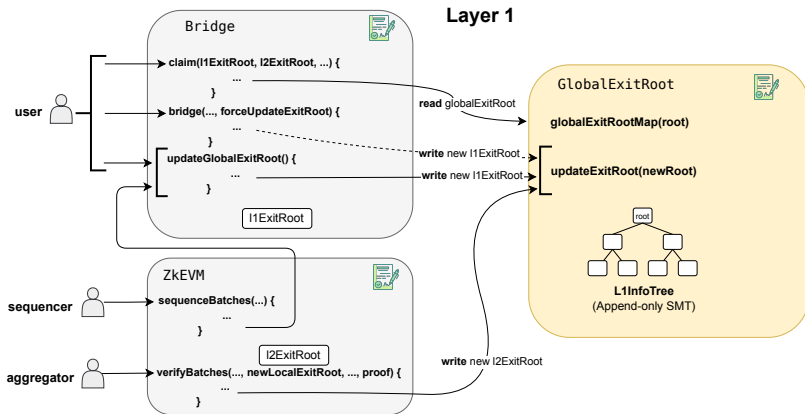 Layer 1
Bridge
claim(l1ExitRoot, l2ExitRoot, ...) {
...
}
bridge(..., forceUpdateExitRoot) {
...
}
updateGlobalExitRoot() {
...
}
l1ExitRoot
user
read globalExitRoot
write new l1ExitRoot
write new l1ExitRoot
GlobalExitRoot
globalExitRootMap(root)
updateExitRoot(newRoot)
root
L1InfoTree
(Append-only SMT)
ZkEVM
sequencer
sequenceBatches(...) {
...
}
l2ExitRoot
aggregator
verifyBatches(..., newLocalExitRoot, ..., proof) {
...
}
write new l2ExitRoot